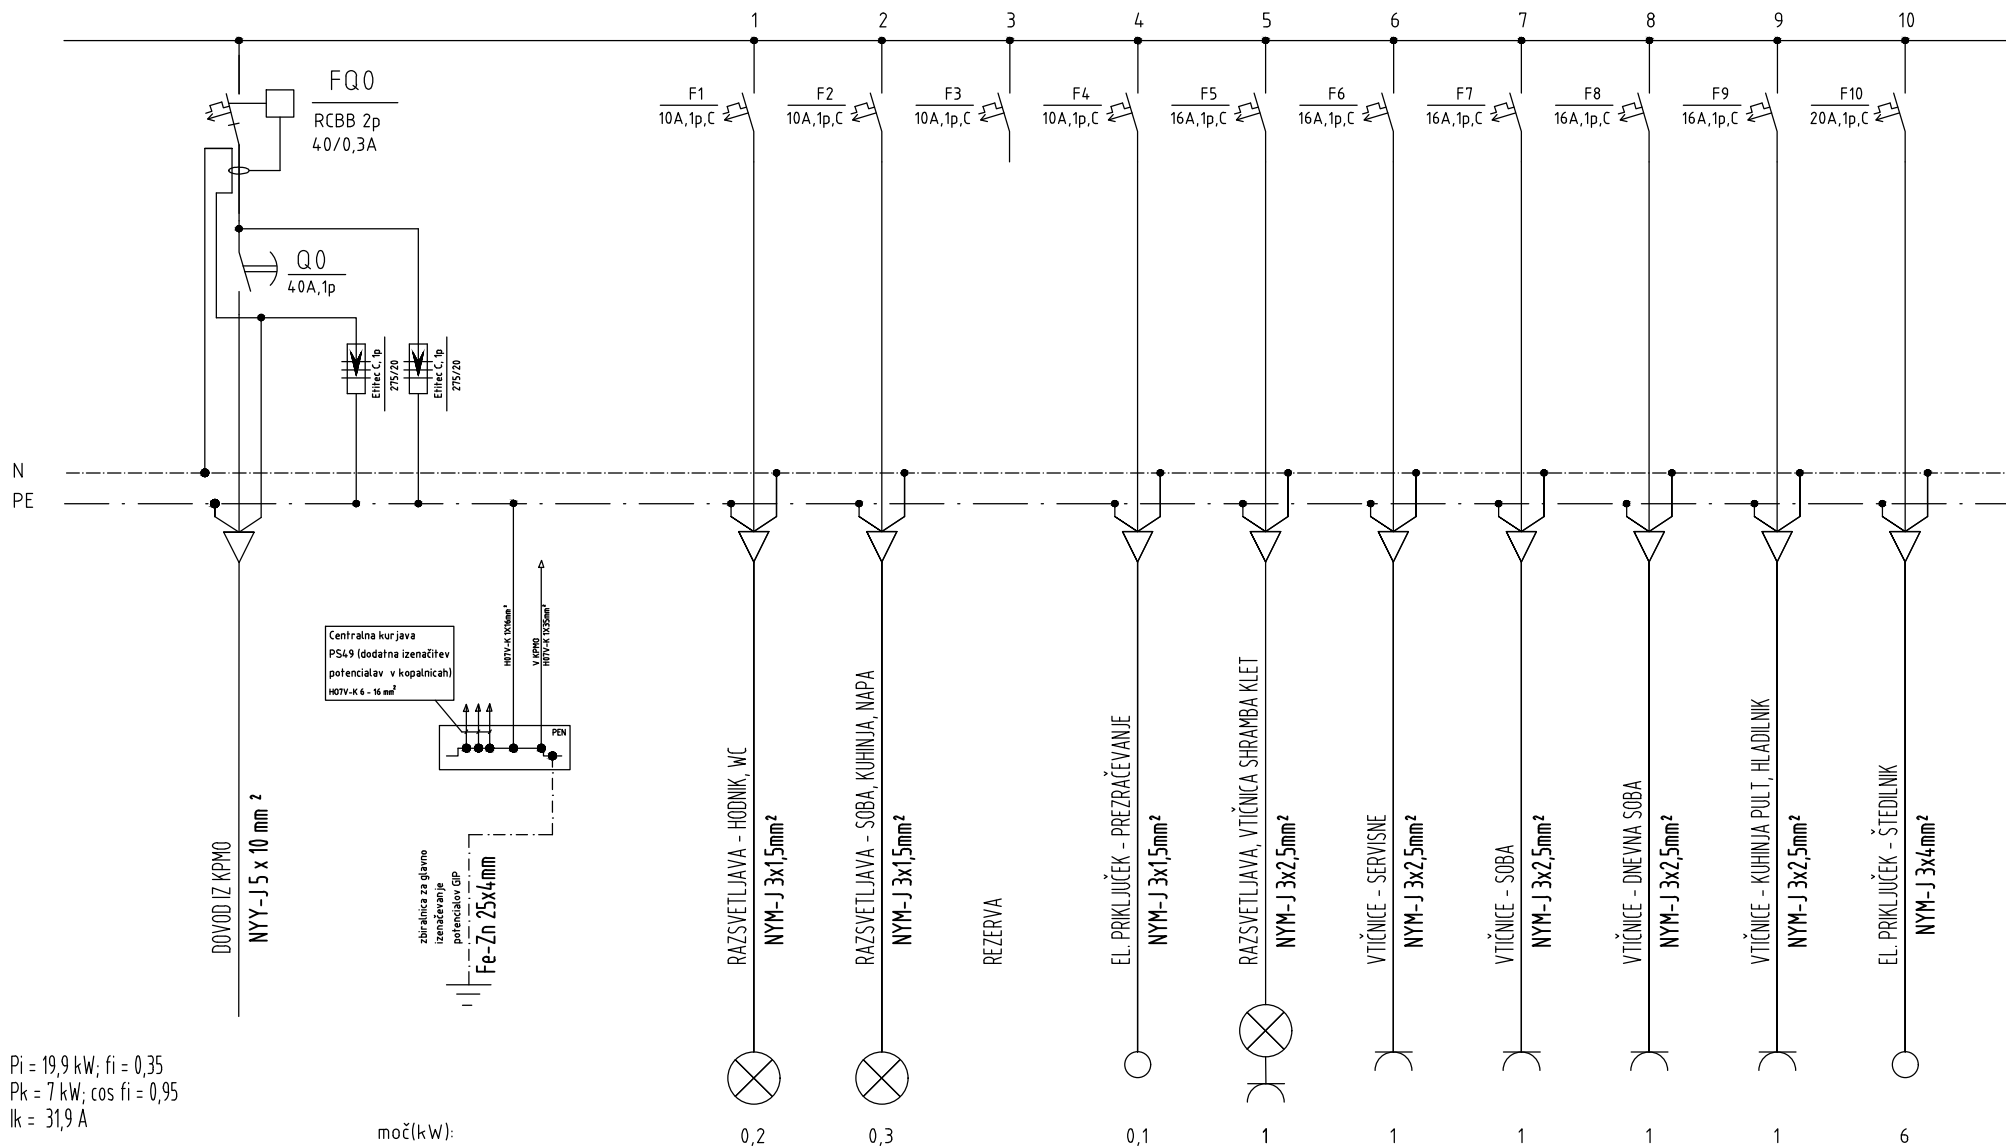 1 2 3 4 5 6 7 8 9 10
FQ0
RCBB 2p
40/0,3A
F1
10A,1p,C
F2
10A,1p,C
F3
10A,1p,C
F4
10A,1p,C
F5
16A,1p,C
F6
16A,1p,C
F7
16A,1p,C
F8
16A,1p,C
F9
16A,1p,C
F10
20A,1p,C
Q0
40A,1p
Etitec C, 1p
275/20
Etitec C, 1p
275/20
N
PE
Centralna kurjava
PS49 (dodatna izenačitev
potencialav v kopalnicah)
H07V-K 6 - 16 mm²
H07V-K 1X16mm²
V KPMO
H07V-K 1X35mm²
PEN
DOVOD IZ KPMO
NYY-J 5 x 10 mm²
zbiralnica za glavno
izenačevanje
potencialov GIP
Fe-Zn 25x4mm
RAZSVETLJAVA - HODNIK, WC
NYM-J 3x1,5mm²
RAZSVETLJAVA - SOBA, KUHINJA, NAPA
NYM-J 3x1,5mm²
REZERVA
EL. PRIKLJUČEK - PREZRAČEVANJE
NYM-J 3x1,5mm²
RAZSVETLJAVA, VTIČNICA SHRAMBA KLET
NYM-J 3x2,5mm²
VTIČNICE - SERVISNE
NYM-J 3x2,5mm²
VTIČNICE - SOBA
NYM-J 3x2,5mm²
VTIČNICE - DNEVNA SOBA
NYM-J 3x2,5mm²
VTIČNICE - KUHINJA PULT, HLADILNIK
NYM-J 3x2,5mm²
EL. PRIKLJUČEK - ŠTEDILNIK
NYM-J 3x4mm²
Pi = 19,9 kW; fi = 0,35
Pk = 7 kW; cos fi = 0,95
Ik = 31,9 A
moč(kW): 0,2 0,3 0,1 1 1 1 1 1 6